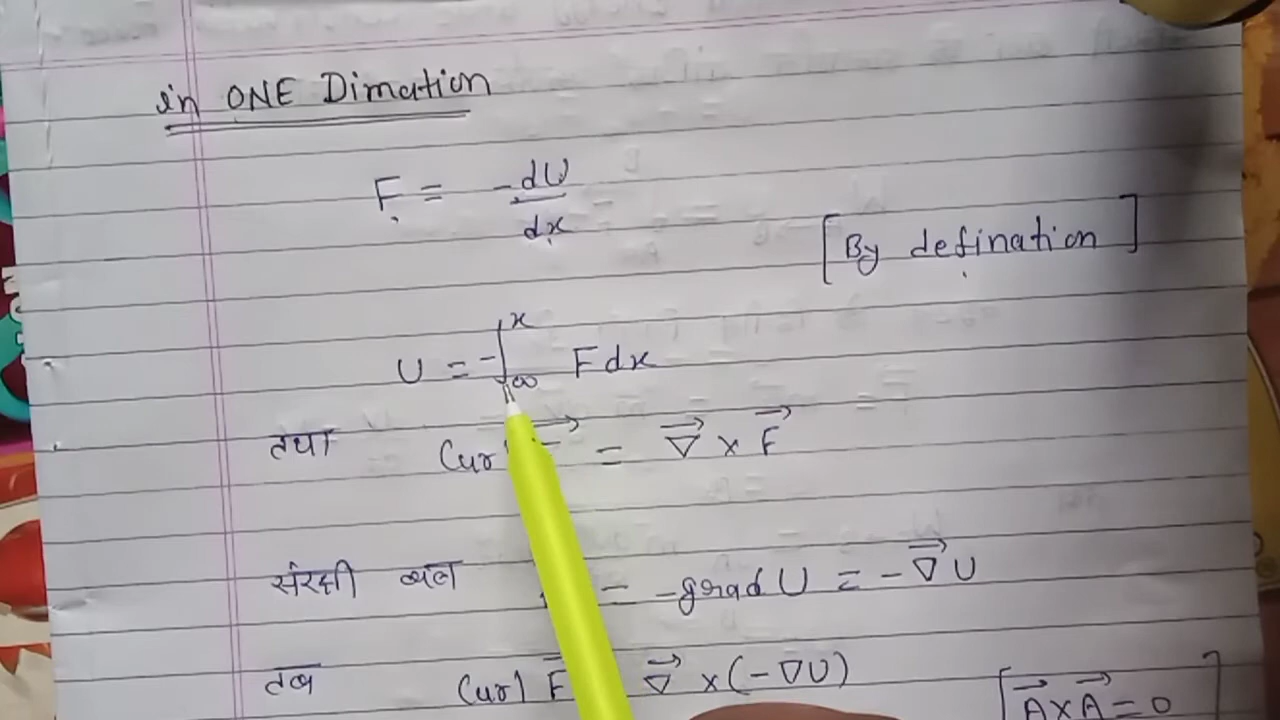 in ONE Dimation
F = -dU/dx
[By defination]
U = -∫_∞^x F dx
तथा Cur = ∇⃗ × F⃗
संरक्षी बल = -grad U = -∇⃗ U
तब Curl F⃗ ∇⃗ × (-∇U)
[A⃗ × A⃗ = 0]